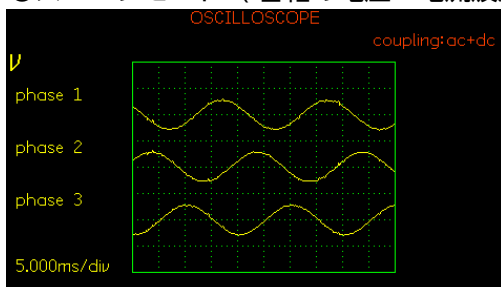 OSCILLOSCOPE
coupling:ac+dc
V
phase 1
phase 2
phase 3
5.000ms/div